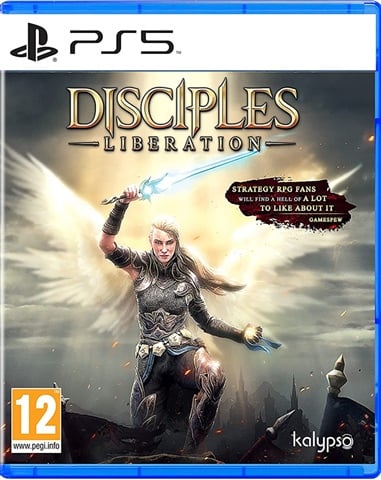 PS5
DISCIPLES
LIBERATION
STRATEGY RPG FANS
WILL FIND A HELL OF A LOT
TO LIKE ABOUT IT
GAMESPEW
12
www.pegi.info
kalypso